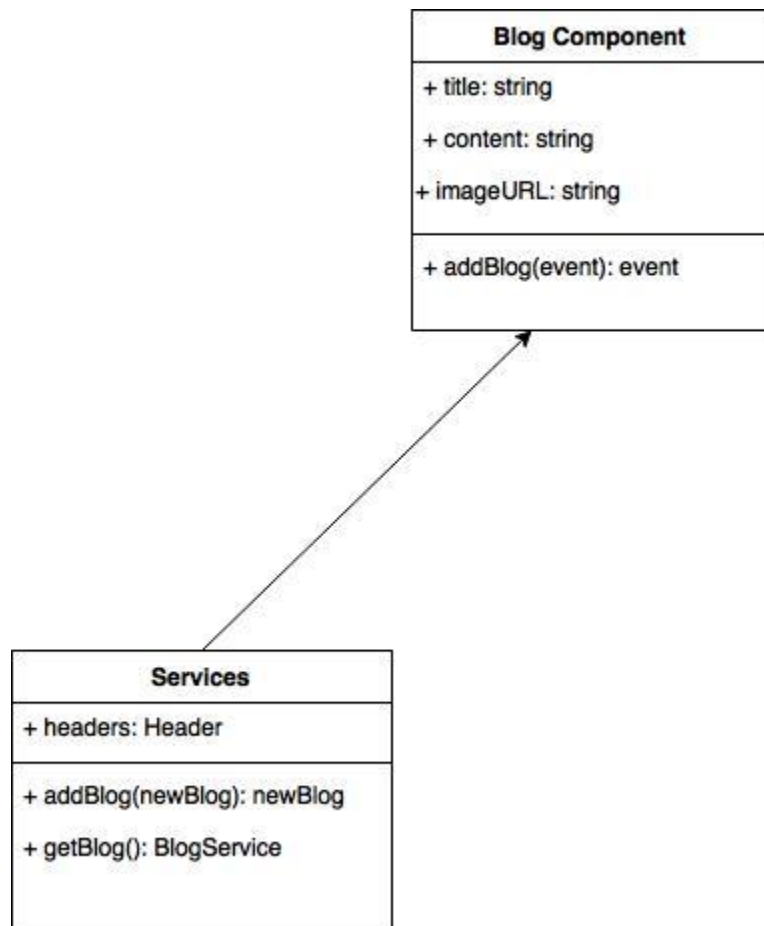 Blog Component
+ title: string
+ content: string
+ imageURL: string
+ addBlog(event): event
Services
+ headers: Header
+ addBlog(newBlog): newBlog
+ getBlog(): BlogService